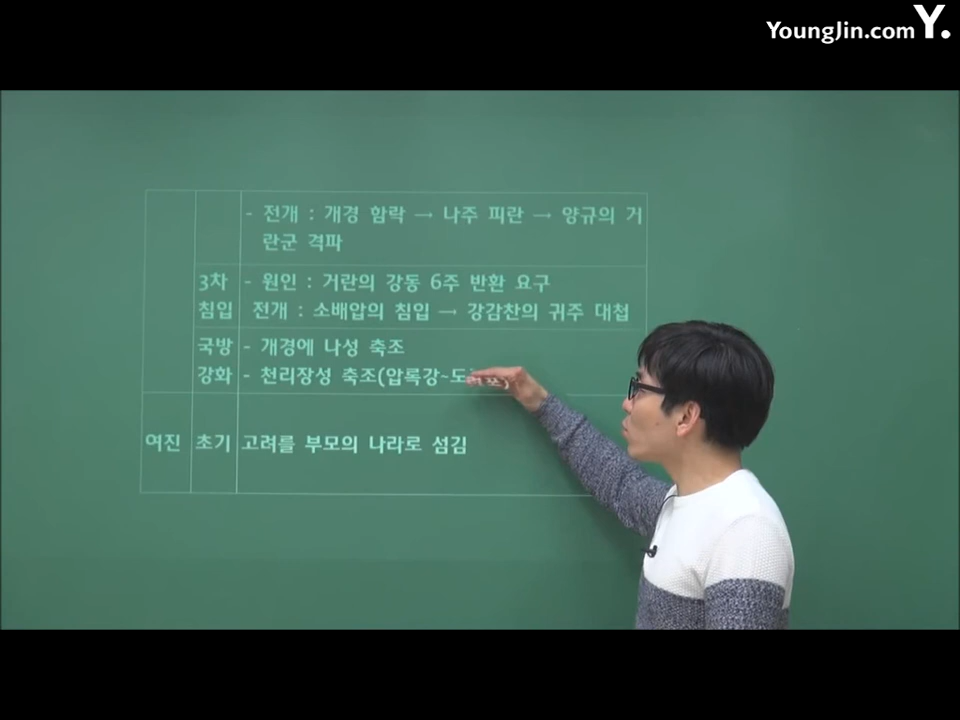 YoungJin.com Y.
- 전개 : 개경 함락 → 나주 피란 → 양규의 거
란군 격파
3차 - 원인 : 거란의 강동 6주 반환 요구
침입 전개 : 소배압의 침입 → 강감찬의 귀주 대첩
국방 - 개경에 나성 축조
강화 - 천리장성 축조(압록강~
여진 초기 고려를 부모의 나라로 섬김